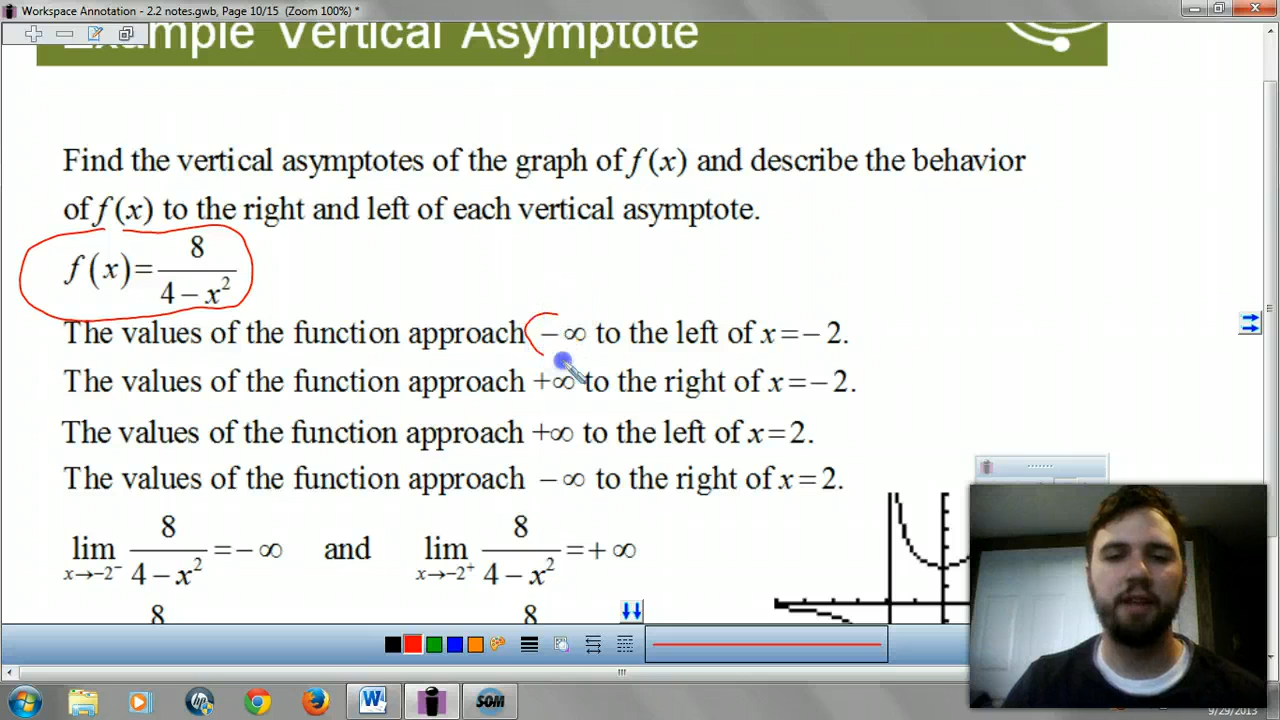 Workspace Annotation - 2.2 notes.gwb, Page 10/15 (Zoom 100%) *
Example Vertical Asymptote
Find the vertical asymptotes of the graph of f(x) and describe the behavior
of f(x) to the right and left of each vertical asymptote.
f(x)= 8/(4 − x²)
The values of the function approach −∞ to the left of x=−2.
The values of the function approach +∞ to the right of x=−2.
The values of the function approach +∞ to the left of x=2.
The values of the function approach −∞ to the right of x=2.
lim x→−2⁻ 8/(4 − x²) =−∞ and lim x→−2⁺ 8/(4 − x²) =+∞
8 8
hp W SOM
9/29/2013